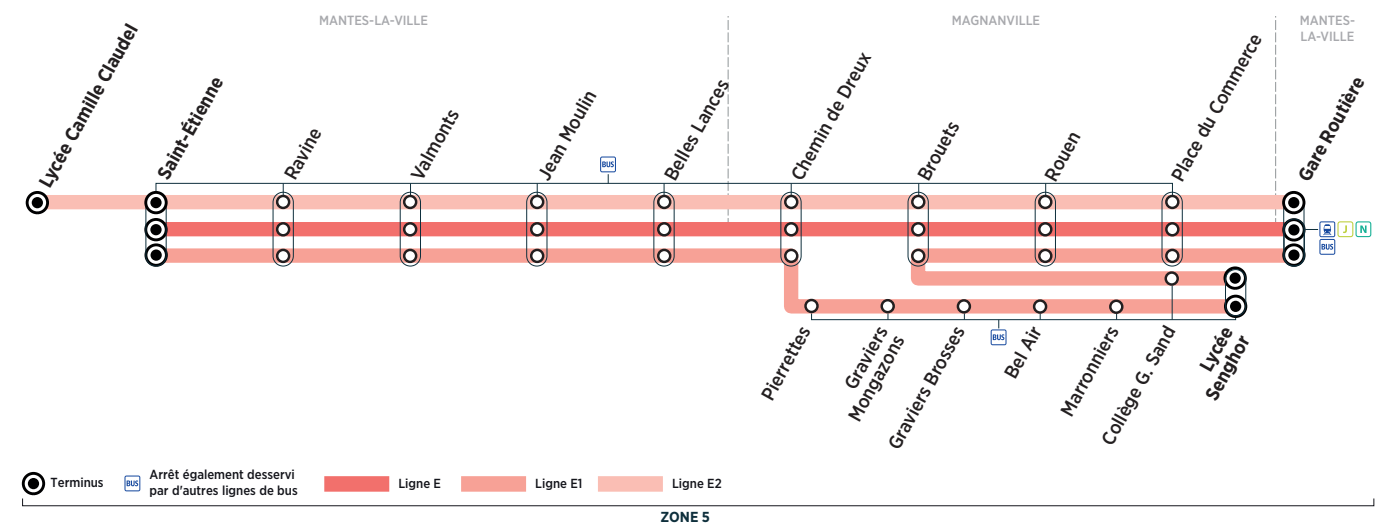 MANTES-LA-VILLE
MAGNANVILLE
MANTES-
LA-VILLE
Lycée Camille Claudel
Saint-Étienne
Ravine
Valmonts
Jean Moulin
Belles Lances
Chemin de Dreux
Brouets
Rouen
Place du Commerce
Gare Routière
BUS
J
N
BUS
Pierrettes
Graviers
Mongazons
Graviers Brosses
BUS
Bel Air
Marronniers
Collège G. Sand
Lycée
Senghor
Terminus
BUS
Arrêt également desservi
par d'autres lignes de bus
Ligne E
Ligne E1
Ligne E2
ZONE 5